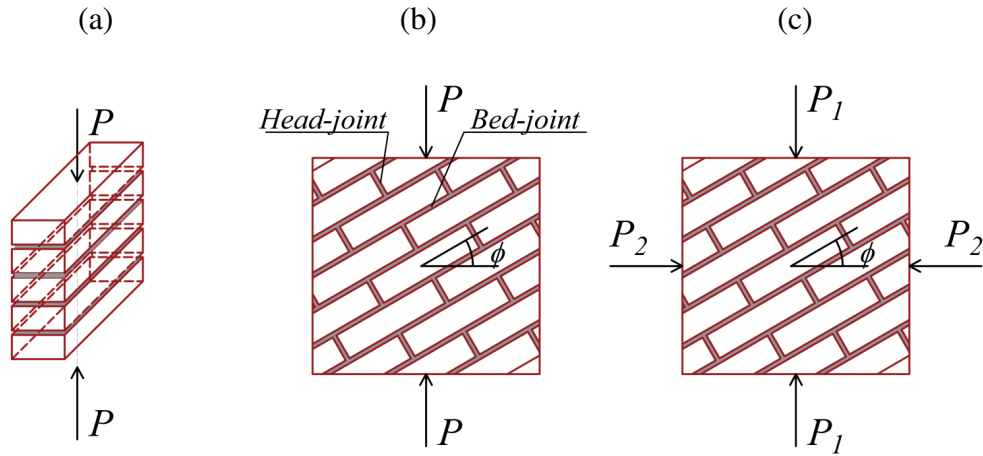 (a)
(b)
(c)
P
P
P₁
Head-joint
Bed-joint
ϕ
P₂
ϕ
P₂
P
P
P₁